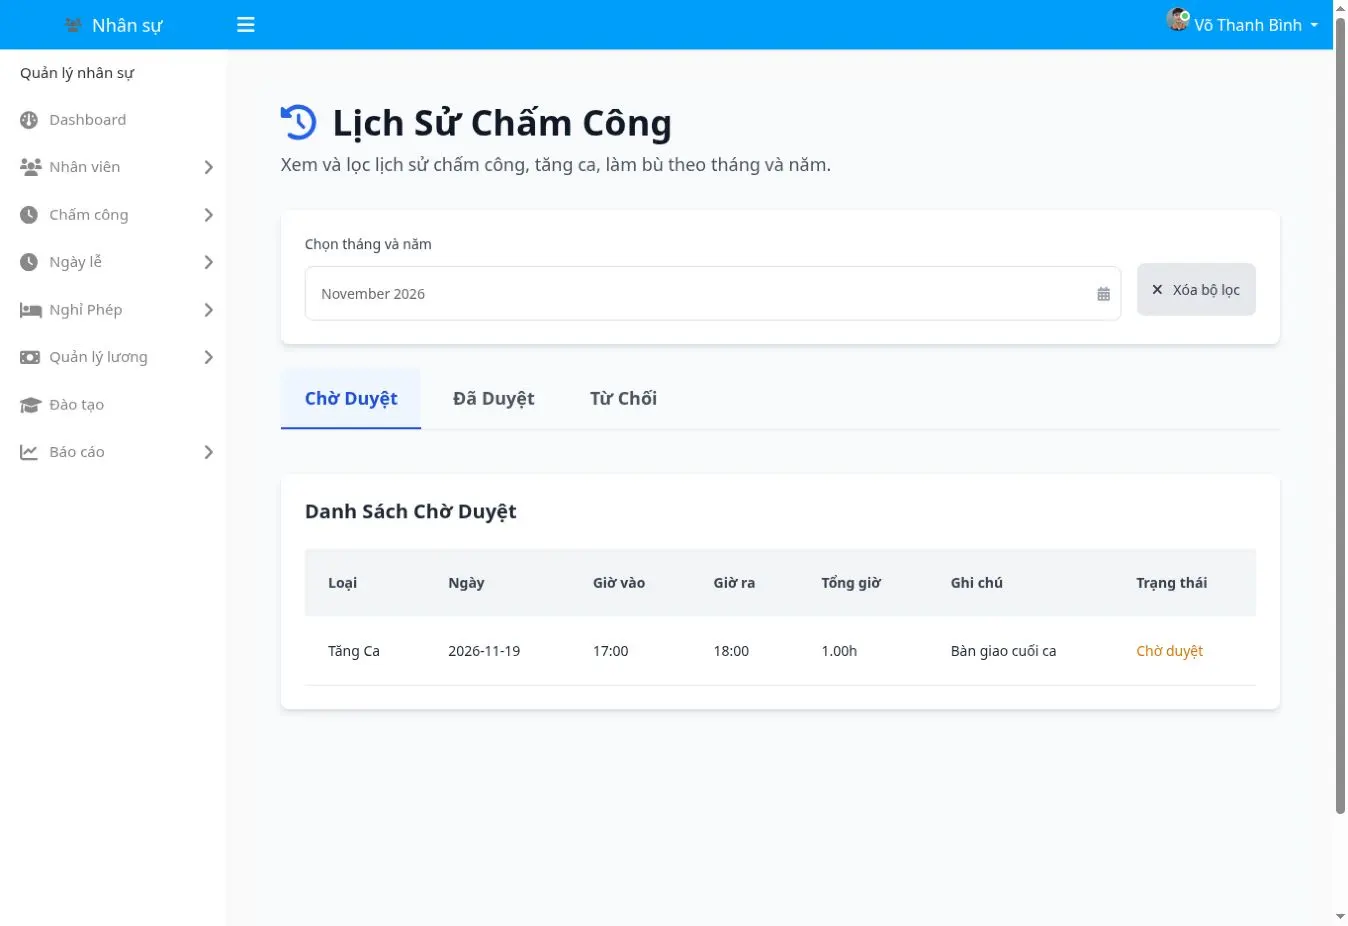 Nhân sự
Võ Thanh Bình
Quản lý nhân sự
Dashboard
Nhân viên
Chấm công
Ngày lễ
Nghỉ Phép
Quản lý lương
Đào tạo
Báo cáo
Lịch Sử Chấm Công
Xem và lọc lịch sử chấm công, tăng ca, làm bù theo tháng và năm.
Chọn tháng và năm
November 2026
Xóa bộ lọc
Chờ Duyệt Đã Duyệt Từ Chối
Danh Sách Chờ Duyệt
Loại Ngày Giờ vào Giờ ra Tổng giờ Ghi chú Trạng thái
Tăng Ca 2026-11-19 17:00 18:00 1.00h Bàn giao cuối ca Chờ duyệt